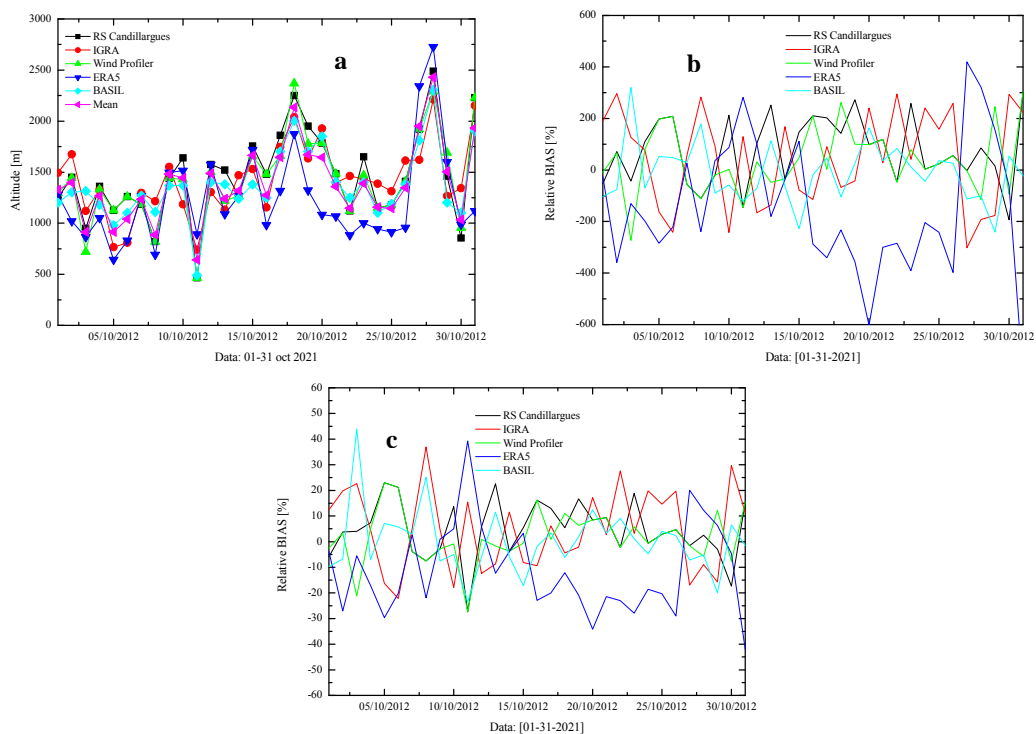 3000
2500
2000
1500
1000
500
0
Altitude [m]
RS Candillargues
IGRA
Wind Profiler
ERA5
BASIL
Mean
a
05/10/2012 10/10/2012 15/10/2012 20/10/2012 25/10/2012 30/10/2012
Data: 01-31 oct 2021
600
400
200
0
-200
-400
-600
Relative BIAS [%]
b
RS Candillargues
IGRA
Wind Profiler
ERA5
BASIL
05/10/2012 10/10/2012 15/10/2012 20/10/2012 25/10/2012 30/10/2012
Data: [01-31-2021]
60
50
40
30
20
10
0
-10
-20
-30
-40
-50
-60
Relative BIAS [%]
c
RS Candillargues
IGRA
Wind Profiler
ERA5
BASIL
05/10/2012 10/10/2012 15/10/2012 20/10/2012 25/10/2012 30/10/2012
Data: [01-31-2021]